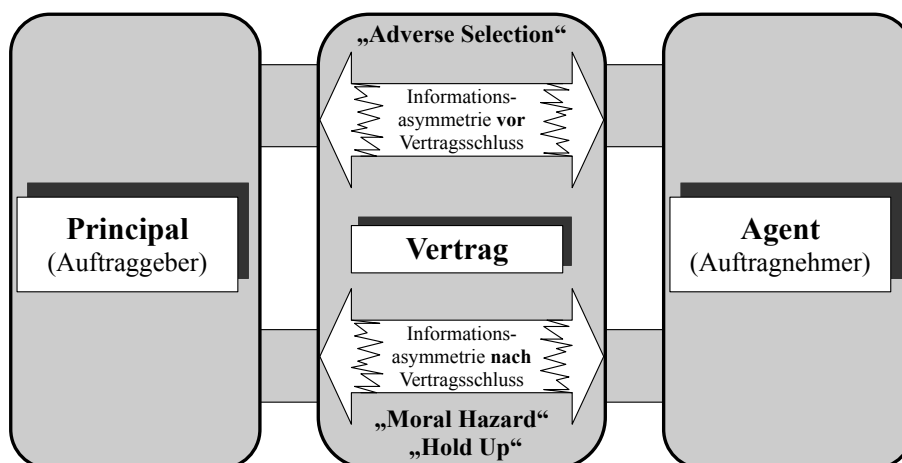 „Adverse Selection“
Informations-
asymmetrie vor
Vertragsschluss
Principal
(Auftraggeber)
Vertrag
Agent
(Auftragnehmer)
Informations-
asymmetrie nach
Vertragsschluss
„Moral Hazard“
„Hold Up“